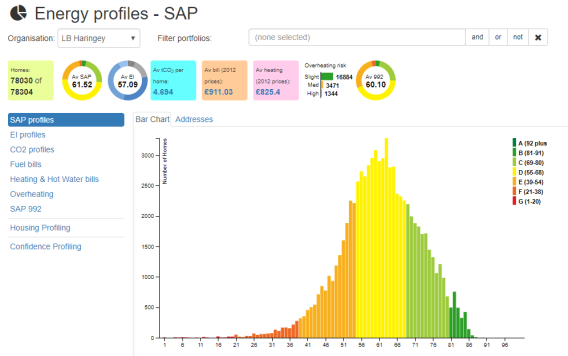 Energy profiles - SAP
Organisation: LB Haringey Filter portfolios: (none selected) and or not
Homes:
78030 of
78304
Av SAP
61.52
Av EI
57.09
Av tCO2 per
home:
4.694
Av bill (2012
prices):
£911.03
Av heating
(2012 prices):
£825.4
Overheating risk
Slight 16884
Med 3471
High 1344
Av 992
60.10
SAP profiles
EI profiles
CO2 profiles
Fuel bills
Heating & Hot Water bills
Overheating
SAP 992
Housing Profiling
Confidence Profiling
Bar Chart Addresses
Number of Homes
3000
2500
2000
1500
1000
500
0
1 6 11 16 21 26 31 36 41 46 51 56 61 66 71 76 81 86 91 96
A (92 plus
B (81-91)
C (69-80)
D (55-68)
E (39-54)
F (21-38)
G (1-20)